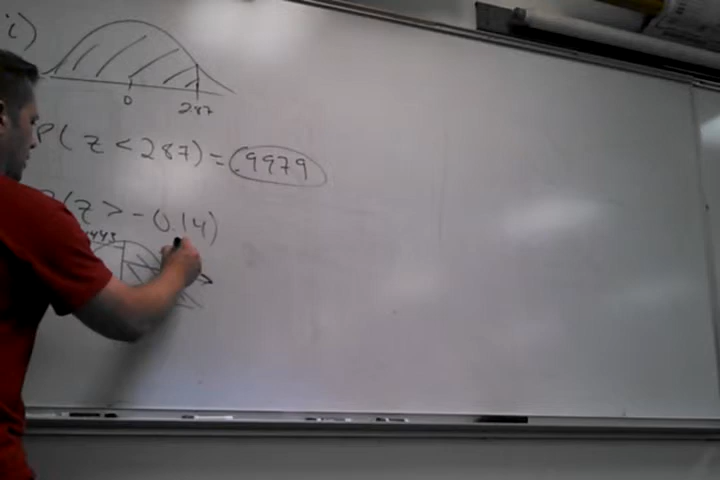 i)
0
2.87
P(z < 2.87) = .9979
P(z > -0.14)
.4443